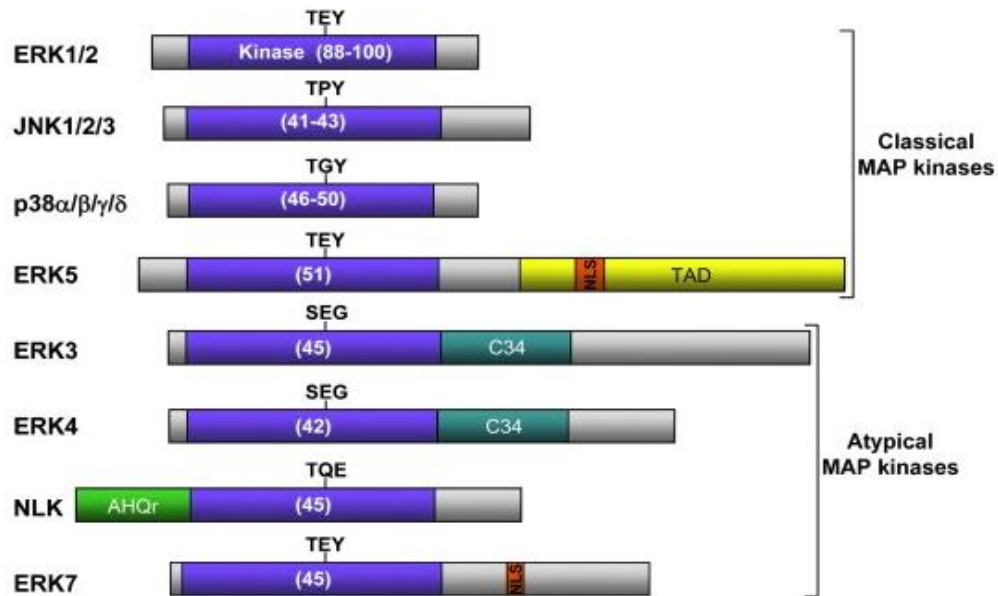 TEY
ERK1/2 Kinase (88-100)
TPY
JNK1/2/3 (41-43)
TGY
p38α/β/γ/δ (46-50)
TEY
ERK5 (51) NLS TAD
Classical
MAP kinases
SEG
ERK3 (45) C34
SEG
ERK4 (42) C34
TQE
NLK AHQr (45)
TEY
ERK7 (45) NLS
Atypical
MAP kinases